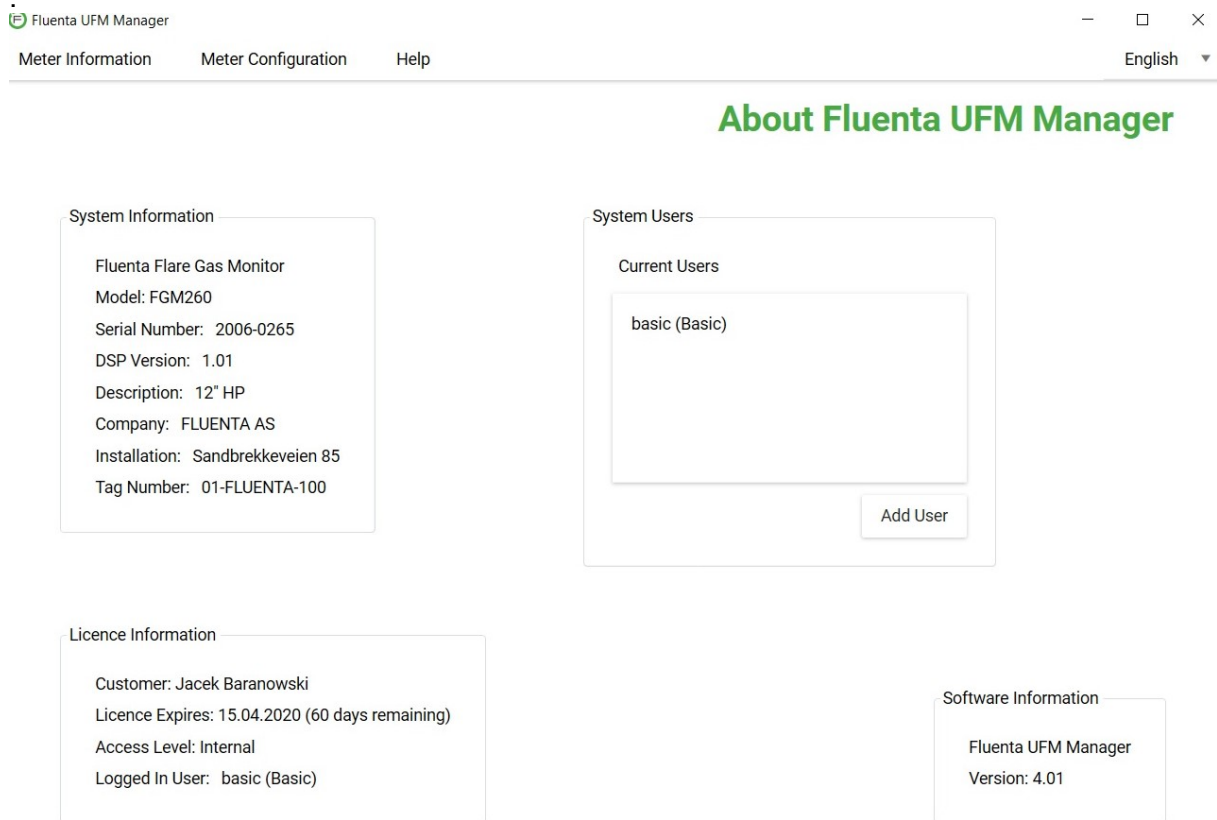 Fluenta UFM Manager
Meter Information Meter Configuration Help English
About Fluenta UFM Manager
System Information
Fluenta Flare Gas Monitor
Model: FGM260
Serial Number: 2006-0265
DSP Version: 1.01
Description: 12" HP
Company: FLUENTA AS
Installation: Sandbrekkeveien 85
Tag Number: 01-FLUENTA-100
System Users
Current Users
basic (Basic)
Add User
Licence Information
Customer: Jacek Baranowski
Licence Expires: 15.04.2020 (60 days remaining)
Access Level: Internal
Logged In User: basic (Basic)
Software Information
Fluenta UFM Manager
Version: 4.01